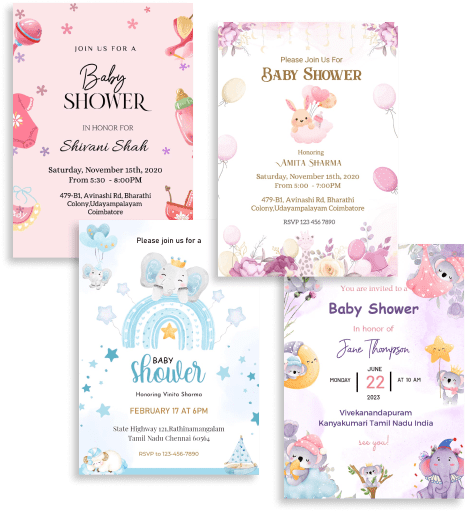 JOIN US FOR A
Baby
SHOWER
IN HONOR FOR
Shivani Shah
Saturday, November 15th, 2020
From 5:30 - 8:00PM
479-B1, Avinashi Rd, Bharathi
Colony,Udayampalayam
Coimbatore
Please Join Us For
BABY SHOWER
Honoring
AMITA SHARMA
Saturday, November 15th, 2020
From 5:00 - 7:00PM
479-B1, Avinashi Rd, Bharathi
Colony,Udayampalayam Coimbatore
RSVP 123 456 7890
Please join us for a
BABY
shower
Honoring Vinita Sharma
FEBRUARY 17 AT 6PM
State Highway 121,Rathinamangalam
Tamil Nadu Chennai 60564
RSVP to 123-456-7890
You are invited to a
Baby Shower
In honor of
Jane Thompson
MONDAY
JUNE
22
2023
AT 10 AM
Vivekanandapuram
Kanyakumari Tamil Nadu India
see you!